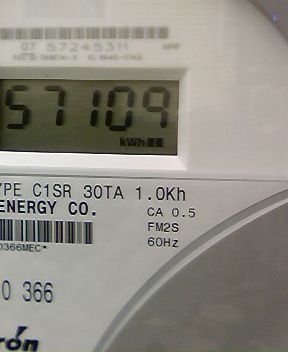 07 57245311
57109
kWh
YPE C1SR 30TA 1.0Kh
ENERGY CO.
CA 0.5
FM2S
60Hz
0366MEC*
0 366
rón